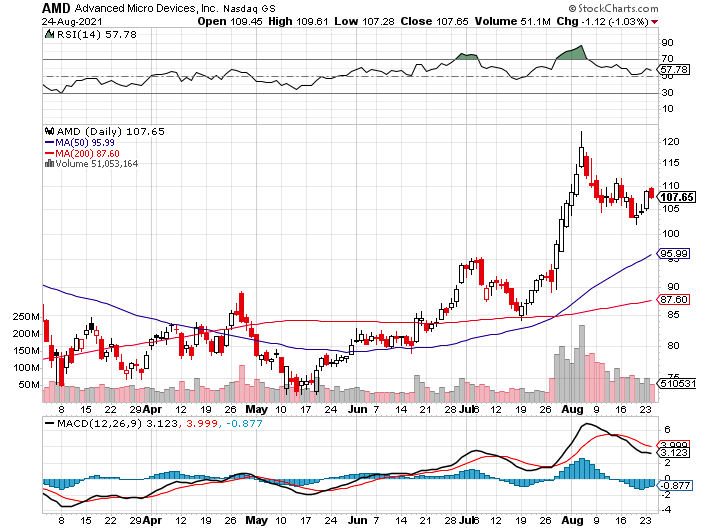 AMD Advanced Micro Devices, Inc. Nasdaq GS © StockCharts.com
24-Aug-2021 Open 109.45 High 109.61 Low 107.28 Close 107.65 Volume 51.1M Chg -1.12 (-1.03%)
RSI(14) 57.78
90
70
57.78
50
30
10
AMD (Daily) 107.65
MA(50) 95.99
MA(200) 87.60
Volume 51,053,164
120
115
110
107.65
105
100
95.99
95
90
87.60
85
80
75
510531
250M
200M
150M
100M
50M
8 15 22 29 Apr 12 19 26 May 10 17 24 Jun 7 14 21 28 Jul 6 12 19 26 Aug 9 16 23
MACD(12,26,9) 3.123, 3.999, -0.877
6
3.999
3.123
2
0
-0.877
-2
-4
8 15 22 29 Apr 12 19 26 May 10 17 24 Jun 7 14 21 28 Jul 6 12 19 26 Aug 9 16 23